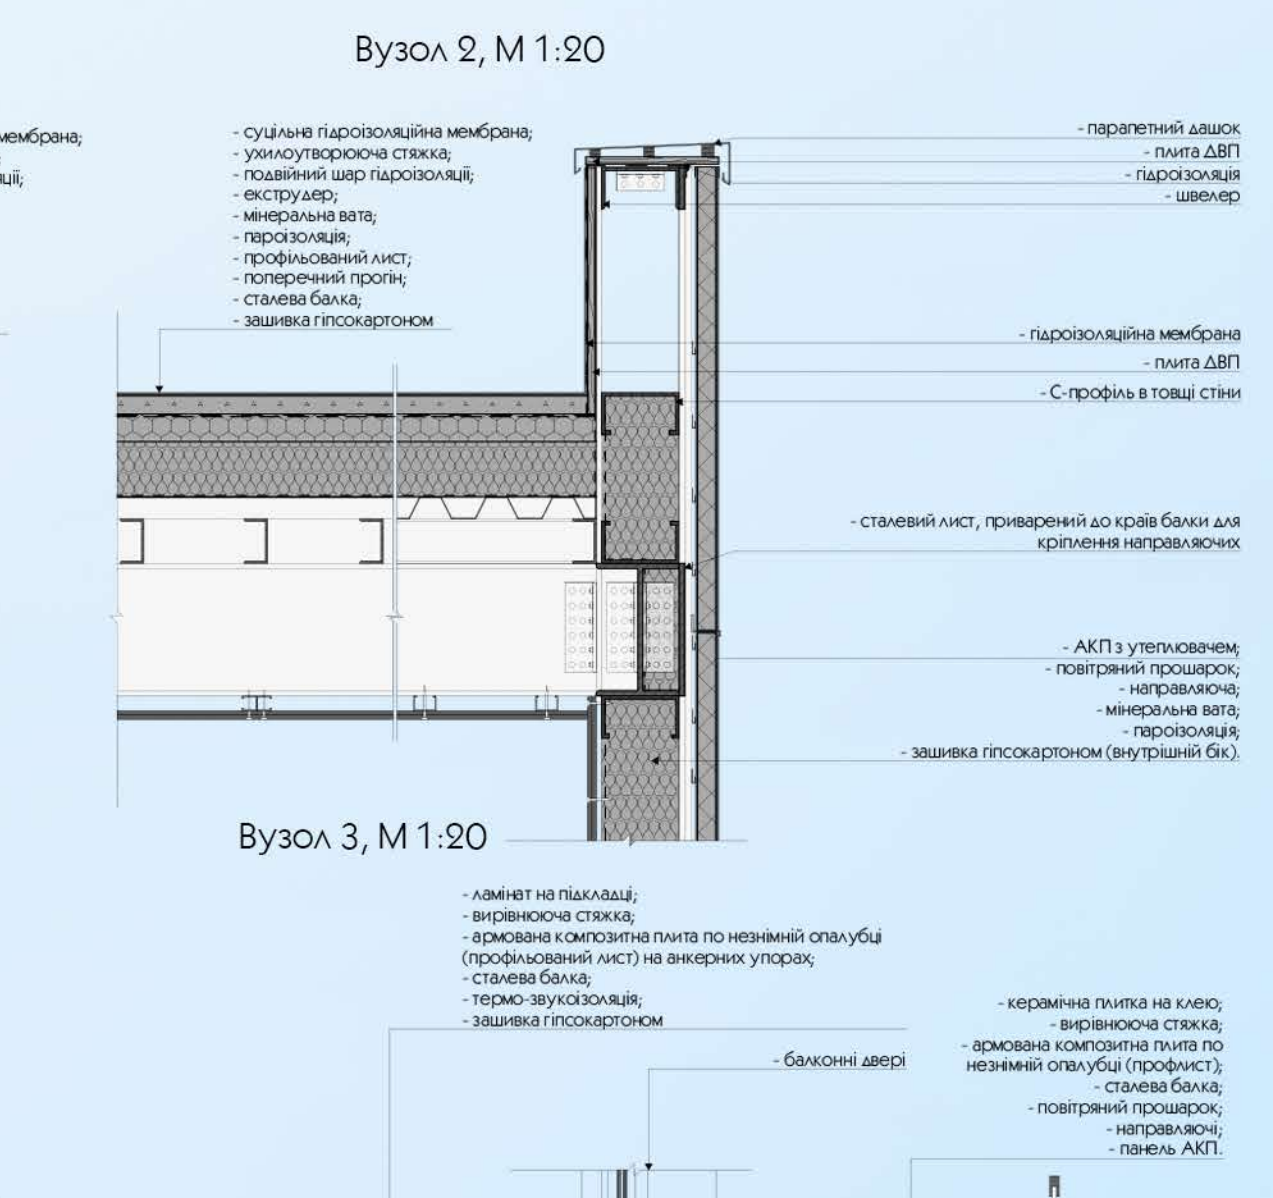 Вузол 2, М 1:20
мембрана;
ції;
- суцільна гідроізоляційна мембрана;
- ухилоутворююча стяжка;
- подвійний шар гідроізоляції;
- екструдер;
- мінеральна вата;
- пароізоляція;
- профільований лист;
- поперечний прогін;
- сталева балка;
- зашивка гіпсокартоном
- парапетний дашок
- плита ДВП
- гідроізоляція
- швелер
- гідроізоляційна мембрана
- плита ДВП
- С-профіль в товщі стіни
- сталевий лист, приварений до країв балки для
кріплення направляючих
- АКП з утеплювачем;
- повітряний прошарок;
- направляюча;
- мінеральна вата;
- пароізоляція;
- зашивка гіпсокартоном (внутрішній бік).
Вузол 3, М 1:20
- ламінат на підкладці;
- вирівнююча стяжка;
- армована композитна плита по незнімній опалубці
(профільований лист) на анкерних упорах;
- сталева балка;
- термо-звукоізоляція;
- зашивка гіпсокартоном
- балконні двері
- керамічна плитка на клею;
- вирівнююча стяжка;
- армована композитна плита по
незнімній опалубці (профлист);
- сталева балка;
- повітряний прошарок;
- направляючі;
- панель АКП.